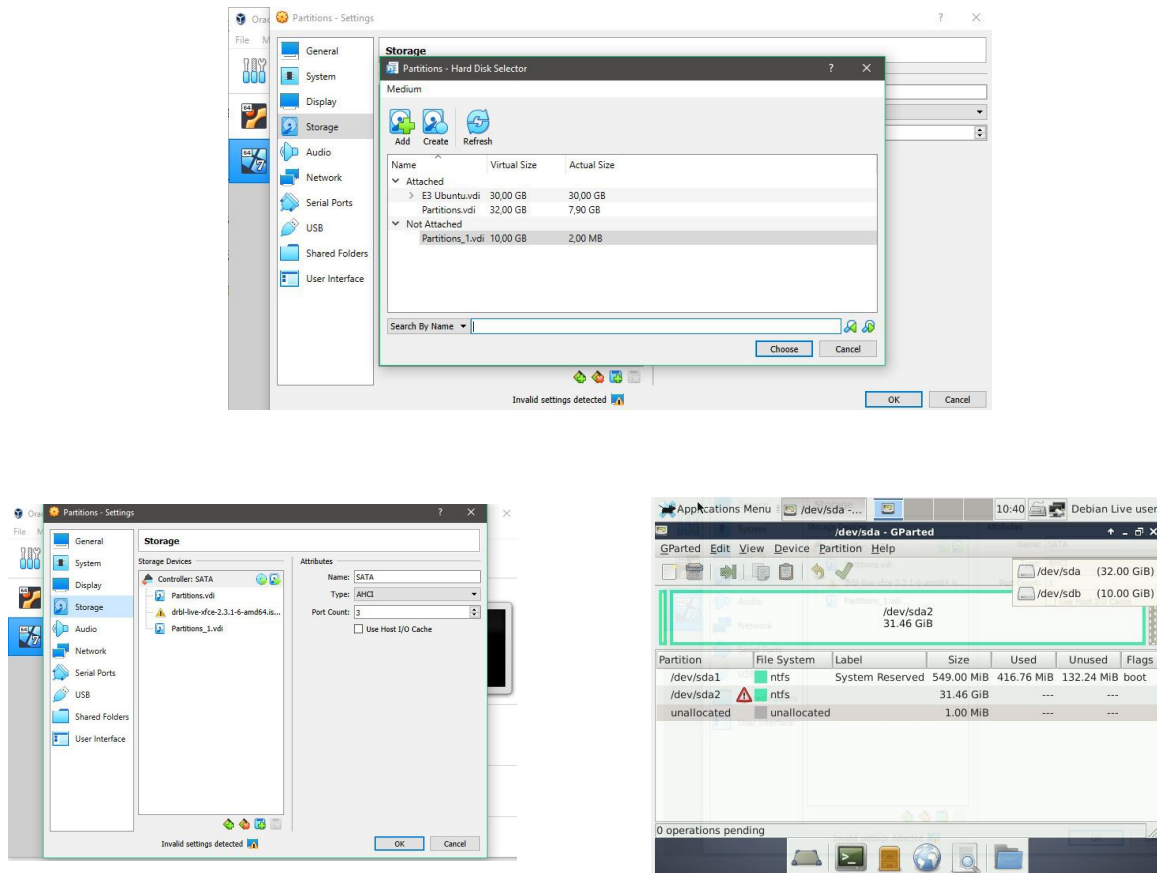 Partitions - Settings ? ×
File
General
System
Display
Storage
Audio
Network
Serial Ports
USB
Shared Folders
User Interface
Storage
Partitions - Hard Disk Selector ? ×
Medium
Add Create Refresh
Name Virtual Size Actual Size
Attached
E3 Ubuntu.vdi 30,00 GB 30,00 GB
Partitions.vdi 32,00 GB 7,90 GB
Not Attached
Partitions_1.vdi 10,00 GB 2,00 MB
Search By Name
Choose Cancel
Invalid settings detected
OK Cancel
Partitions - Settings ? ×
File
General
System
Display
Storage
Audio
Network
Serial Ports
USB
Shared Folders
User Interface
Storage
Storage Devices
Controller: SATA
Partitions.vdi
drbl-live-xfce-2.3.1-6-amd64.is...
Partitions_1.vdi
Attributes
Name: SATA
Type: AHCI
Port Count: 3
Use Host I/O Cache
Invalid settings detected
OK Cancel
Applications Menu /dev/sda -... 10:40 Debian Live user
/dev/sda - GParted
GParted Edit View Device Partition Help
/dev/sda (32.00 GiB)
/dev/sdb (10.00 GiB)
/dev/sda2
31.46 GiB
Partition File System Label Size Used Unused Flags
/dev/sda1 ntfs System Reserved 549.00 MiB 416.76 MiB 132.24 MiB boot
/dev/sda2 ntfs 31.46 GiB --- ---
unallocated unallocated 1.00 MiB --- ---
0 operations pending